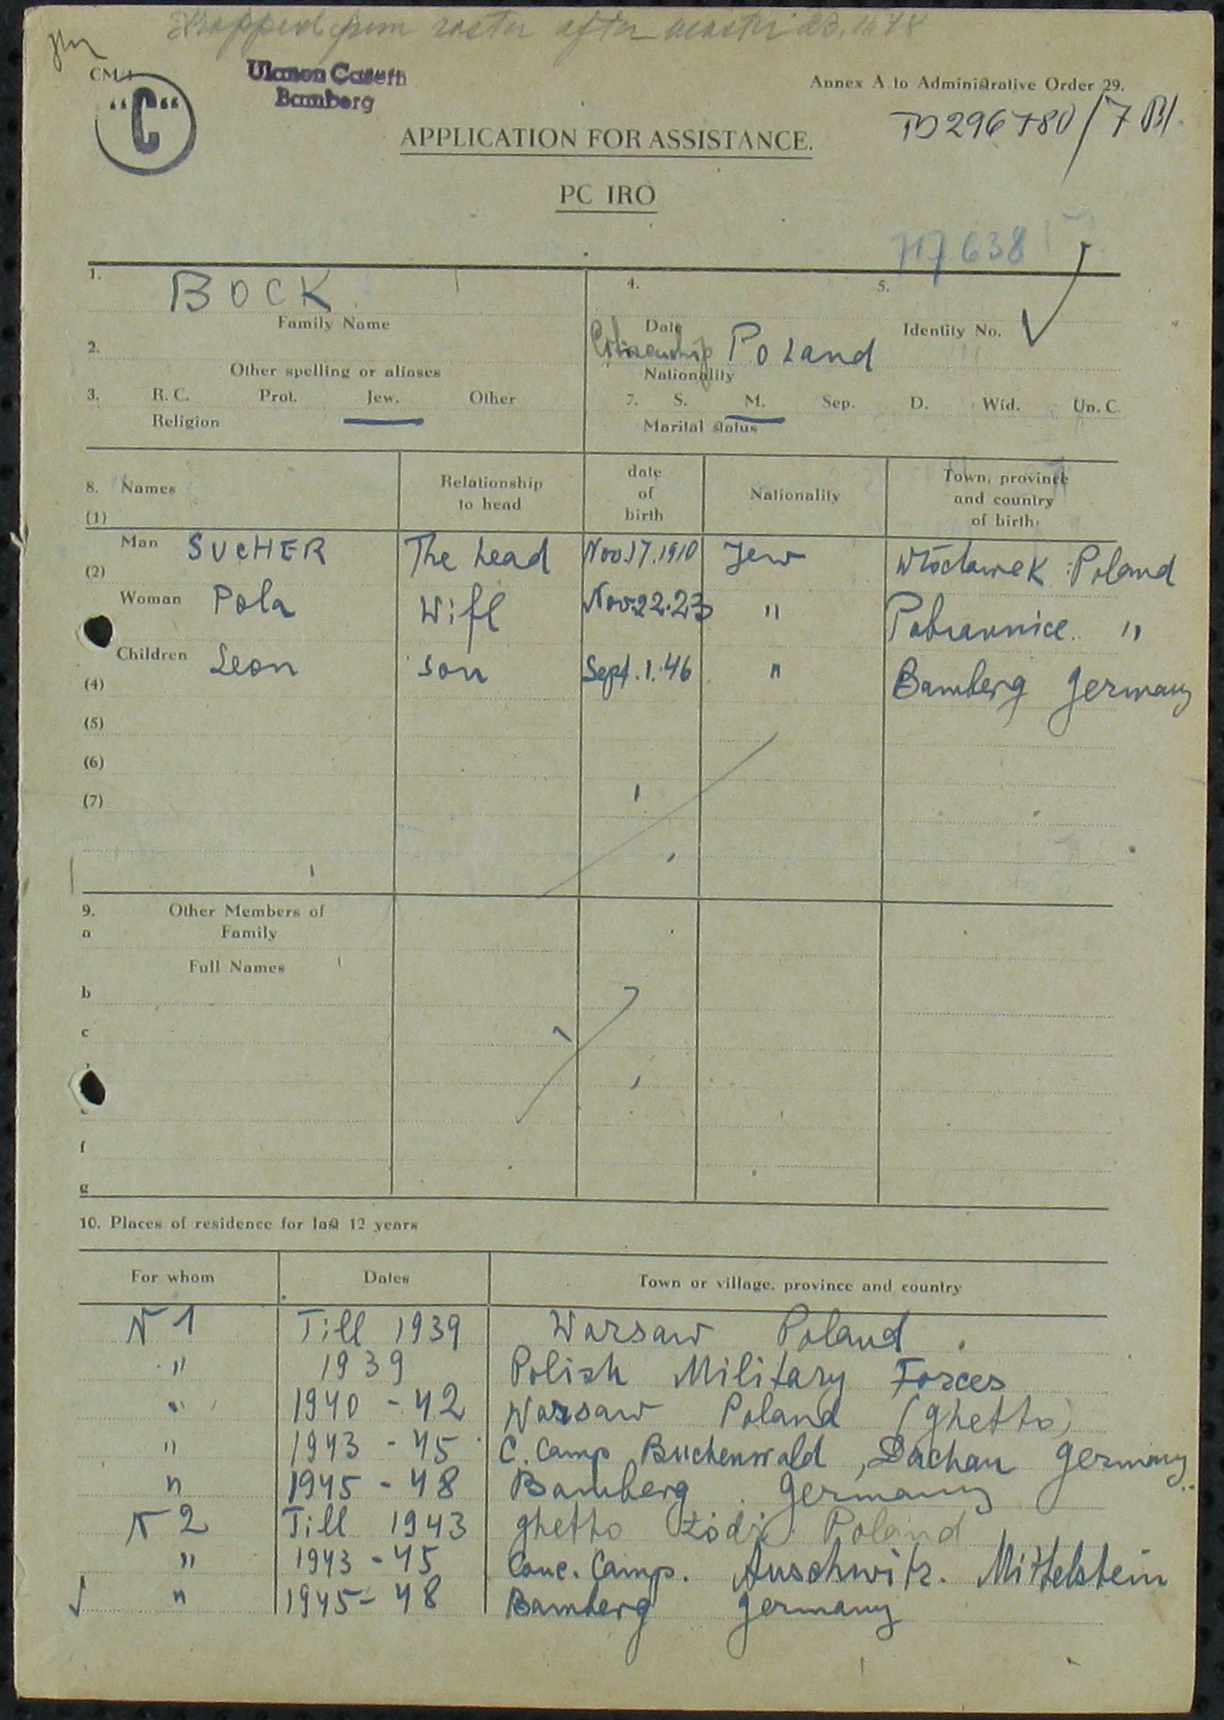 Dropped from roster after
CM/1
"C"
Ulanen Casern
Bamberg
Annex A to Administrative Order 29.
TD 296780/7 Bl.
APPLICATION FOR ASSISTANCE.
PC IRO
717638
1. BOCK
Family Name
4. Date
5. Identity No.
2.
Other spelling or aliases
Citizenship Poland
Nationality
3. R. C. Prot. Jew. Other
Religion
7. S. M. Sep. D. Wid. Un. C.
Marital status
8. Names Relationship to head date of birth Nationality Town, province and country of birth
(1)
Man SUCHER The head Nov. 17. 1910 Jew Włocławek Poland
(2)
Woman Pola Wife Nov. 22. 23 " Pabianice "
Children Leon son Sept. 1. 46 " Bamberg Germany
(4)
(5)
(6)
(7)
9. Other Members of
a Family
Full Names
b
c
f
g
10. Places of residence for last 12 years
For whom Dates Town or village, province and country
N 1 Till 1939 Warsaw Poland
" 1939 Polish Military Forces
" 1940 - 42 Warsaw Poland (ghetto)
" 1943 - 45 C. Camp Buchenwald, Dachau Germany
" 1945 - 48 Bamberg Germany
N 2 Till 1943 ghetto Łódź Poland
" 1943 - 45 Conc. Camp. Auschwitz. Mittelstein
" 1945 - 48 Bamberg Germany